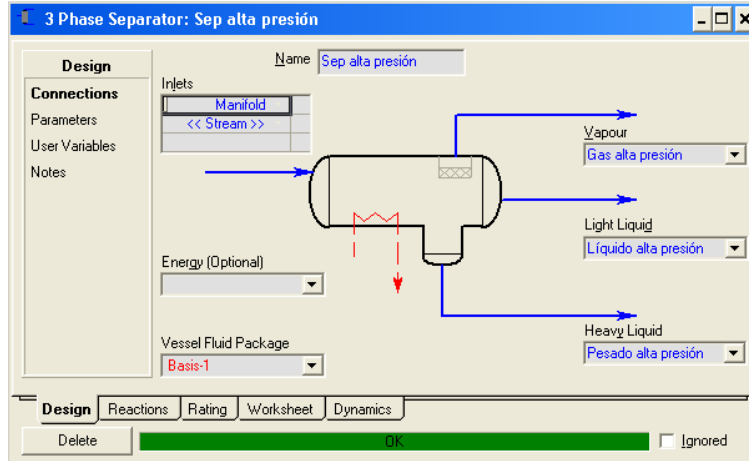 3 Phase Separator: Sep alta presión
Design
Connections
Parameters
User Variables
Notes
Name Sep alta presión
Inlets
Manifold
<< Stream >>
Vapour
Gas alta presión
Light Liquid
Líquido alta presión
Energy (Optional)
Heavy Liquid
Pesado alta presión
Vessel Fluid Package
Basis-1
Design Reactions Rating Worksheet Dynamics
Delete OK Ignored